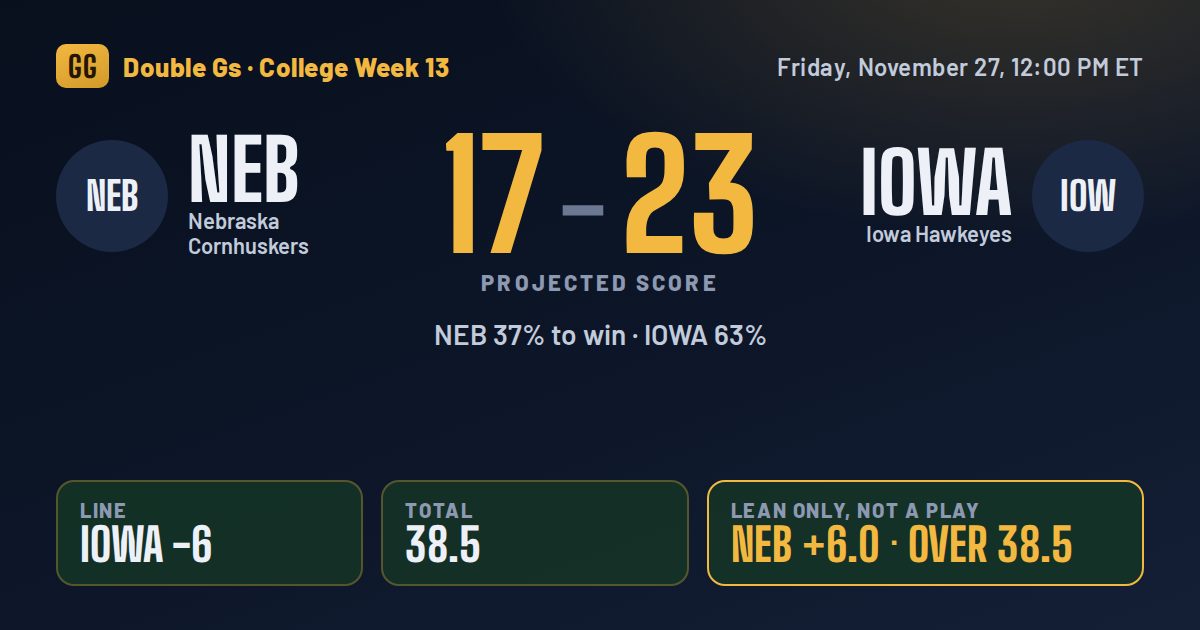 GG
Double Gs · College Week 13
Friday, November 27, 12:00 PM ET
NEB
NEB
Nebraska
Cornhuskers
17 – 23
PROJECTED SCORE
NEB 37% to win · IOWA 63%
IOWA
Iowa Hawkeyes
IOW
LINE
IOWA −6
TOTAL
38.5
LEAN ONLY, NOT A PLAY
NEB +6.0 · OVER 38.5